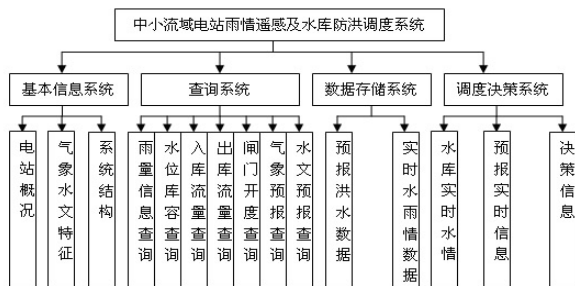 中小流域电站雨情遥感及水库防洪调度系统
基本信息系统
查询系统
数据存储系统
调度决策系统
电站概况
气象水文特征
系统结构
雨量信息查询
水位库容查询
入库流量查询
出库流量查询
闸门开度查询
气象预报查询
水文预报查询
预报洪水数据
实时水雨情数据
水库实时水情
预报实时信息
决策信息